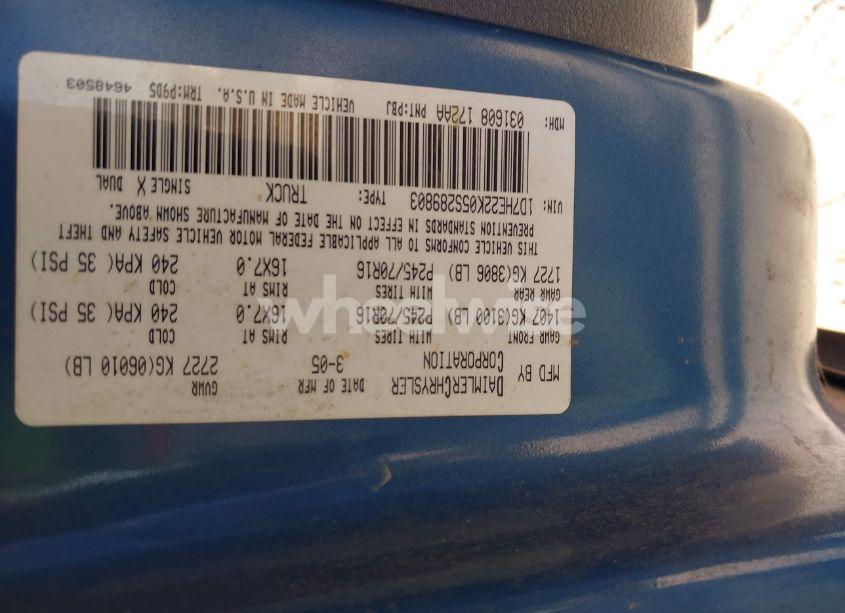 MFD BY DAIMLERCHRYSLER CORPORATION DATE OF MFR 3-05 GVWR 2727 KG(06010 LB)
GAWR FRONT WITH TIRES RIMS AT COLD
1407 KG(3100 LB) P245/70R16 16X7.0 240 KPA( 35 PSI)
GAWR REAR WITH TIRES RIMS AT COLD
1727 KG(3806 LB) P245/70R16 16X7.0 240 KPA( 35 PSI)
THIS VEHICLE CONFORMS TO ALL APPLICABLE FEDERAL MOTOR VEHICLE SAFETY AND THEFT
PREVENTION STANDARDS IN EFFECT ON THE DATE OF MANUFACTURE SHOWN ABOVE.
VIN: 1D7HE22K05S289803 TYPE: TRUCK SINGLE X DUAL
MDH: 031608 172AA PNT:PBJ VEHICLE MADE IN U.S.A. TRM:P9D5 4648503
wheelwise